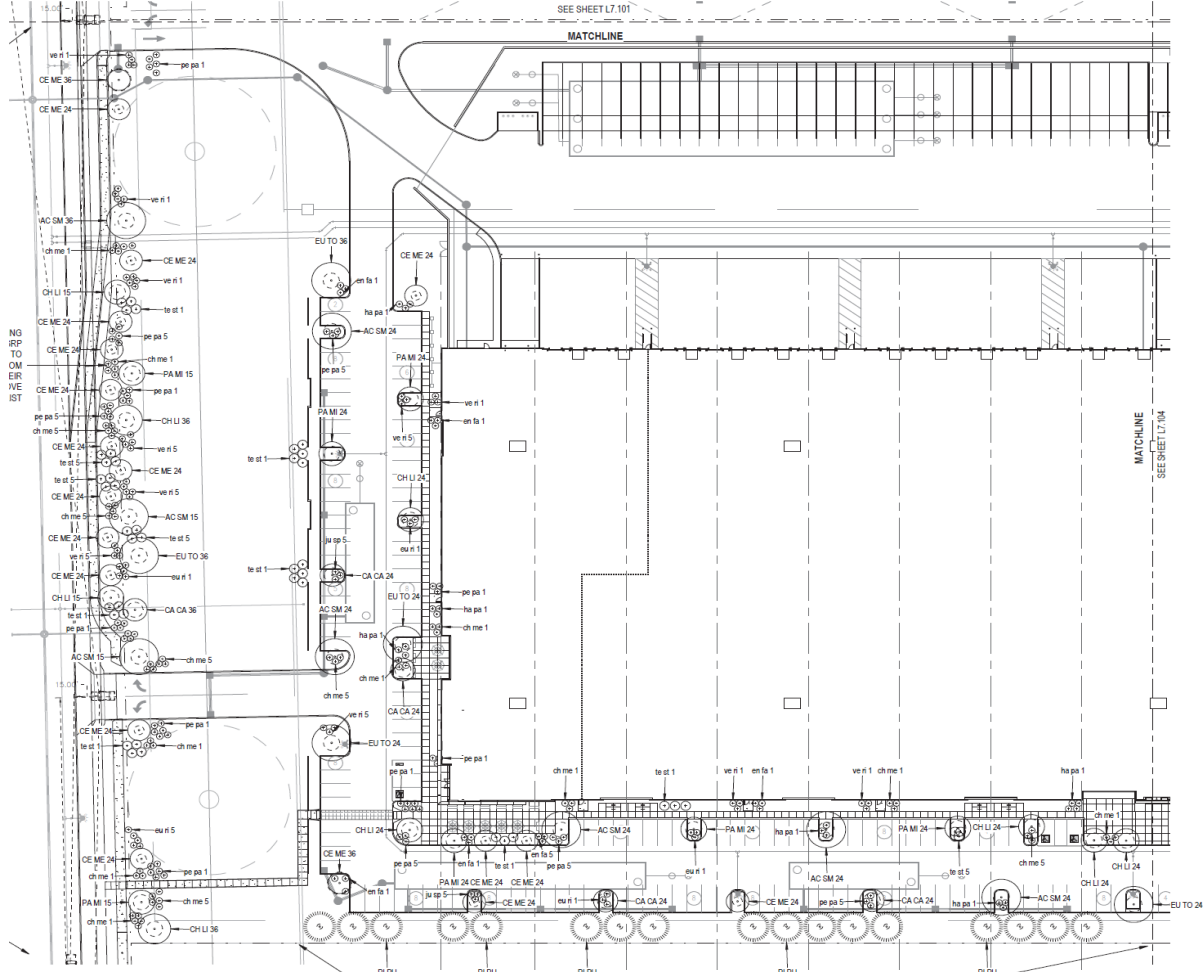 15.00'
SEE SHEET L7.101
MATCHLINE
ve ri 1
pe pa 1
CE ME 36
CE ME 24
ve ri 1
AC SM 36
ch me 1
EU TO 36
CE ME 24
CE ME 24
ve ri 1
en fa 1
CH LI 15
te st 1
ha pa 1
CE ME 24
AC SM 24
pe pa 5
NG
TO
OM
EIR
OVE
IST
CE ME 24
ch me 1
PA MI 24
pe pa 5
PA MI 15
CE ME 24
pe pa 1
ve ri 1
PA MI 24
pe pa 5
CH LI 36
en fa 1
MATCHLINE
SEE SHEET L7.104
ch me 5
ve ri 5
CE ME 24
ve ri 5
te st 1
te st 5
CE ME 24
te st 5
CH LI 24
CE ME 24
ve ri 5
ch me 5
AC SM 15
CE ME 24
te st 5
ju sp 5
eu ri 1
ve ri 5
EU TO 36
te st 1
CE ME 24
eu ri 1
CA CA 24
pe pa 1
EU TO 24
CH LI 15
CA CA 36
AC SM 24
ha pa 1
te st 1
ch me 1
pe pa 1
ha pa 1
AC SM 15
ch me 5
ch me 1
15.00'
ch me 5
CA CA 24
ve ri 5
pe pa 1
CE ME 24
te st 1
ch me 1
EU TO 24
pe pa 1
pe pa 1
ch me 1
te st 1
ve ri 1
en fa 1
ve ri 1
ch me 1
ha pa 1
eu ri 5
CH LI 24
AC SM 24
PA MI 24
ha pa 1
PA MI 24
CH LI 24
ch me 1
CE ME 24
CE ME 36
pe pa 5
en fa 1
te st 1
en fa 5
pe pa 5
eu ri 1
te st 5
ch me 5
CH LI 24
pe pa 1
ch me 1
en fa 1
PA MI 24
CE ME 24
CE ME 24
AC SM 24
CH LI 24
PA MI 15
ch me 5
ju sp 5
CE ME 24
eu ri 1
CA CA 24
CE ME 24
pe pa 5
CA CA 24
ha pa 1
AC SM 24
EU TO 24
ch me 1
CH LI 36